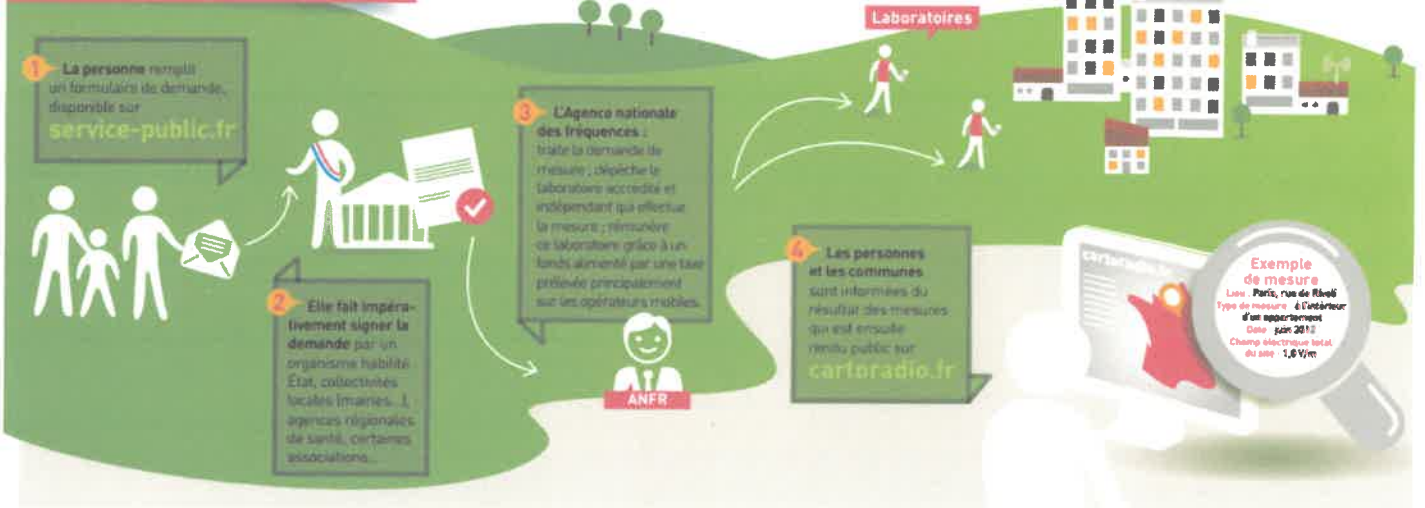 Laboratoires
1 La personne remplit
un formulaire de demande,
disponible sur
service-public.fr
2 Elle fait impéra-
tivement signer la
demande par un
organisme habilité
État, collectivités
locales (mairies...),
agences régionales
de santé, certaines
associations...
3 L'Agence nationale
des fréquences :
traite la demande de
mesure ; dépêche le
laboratoire accrédité et
indépendant qui effectue
la mesure ; rémunère
ce laboratoire grâce à un
fonds alimenté par une taxe
prélevée principalement
sur les opérateurs mobiles.
ANFR
4 Les personnes
et les communes
sont informées du
résultat des mesures
qui est ensuite
rendu public sur
cartoradio.fr
cartoradio.fr
Exemple
de mesure
Lieu : Paris, rue de Rivoli
Type de mesure : à l'intérieur
d'un appartement
Date : juin
Champ électrique total
du site : 1,0 V/m